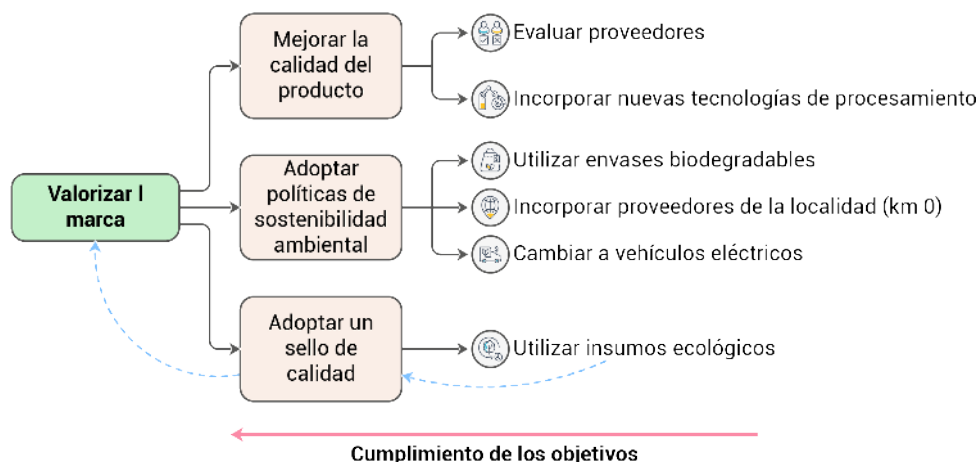 Mejorar la
calidad del
producto
Evaluar proveedores
Incorporar nuevas tecnologías de procesamiento
Valorizar l
marca
Adoptar
políticas de
sostenibilidad
ambiental
Utilizar envases biodegradables
Incorporar proveedores de la localidad (km 0)
Cambiar a vehículos eléctricos
Adoptar un
sello de
calidad
Utilizar insumos ecológicos
Cumplimiento de los objetivos